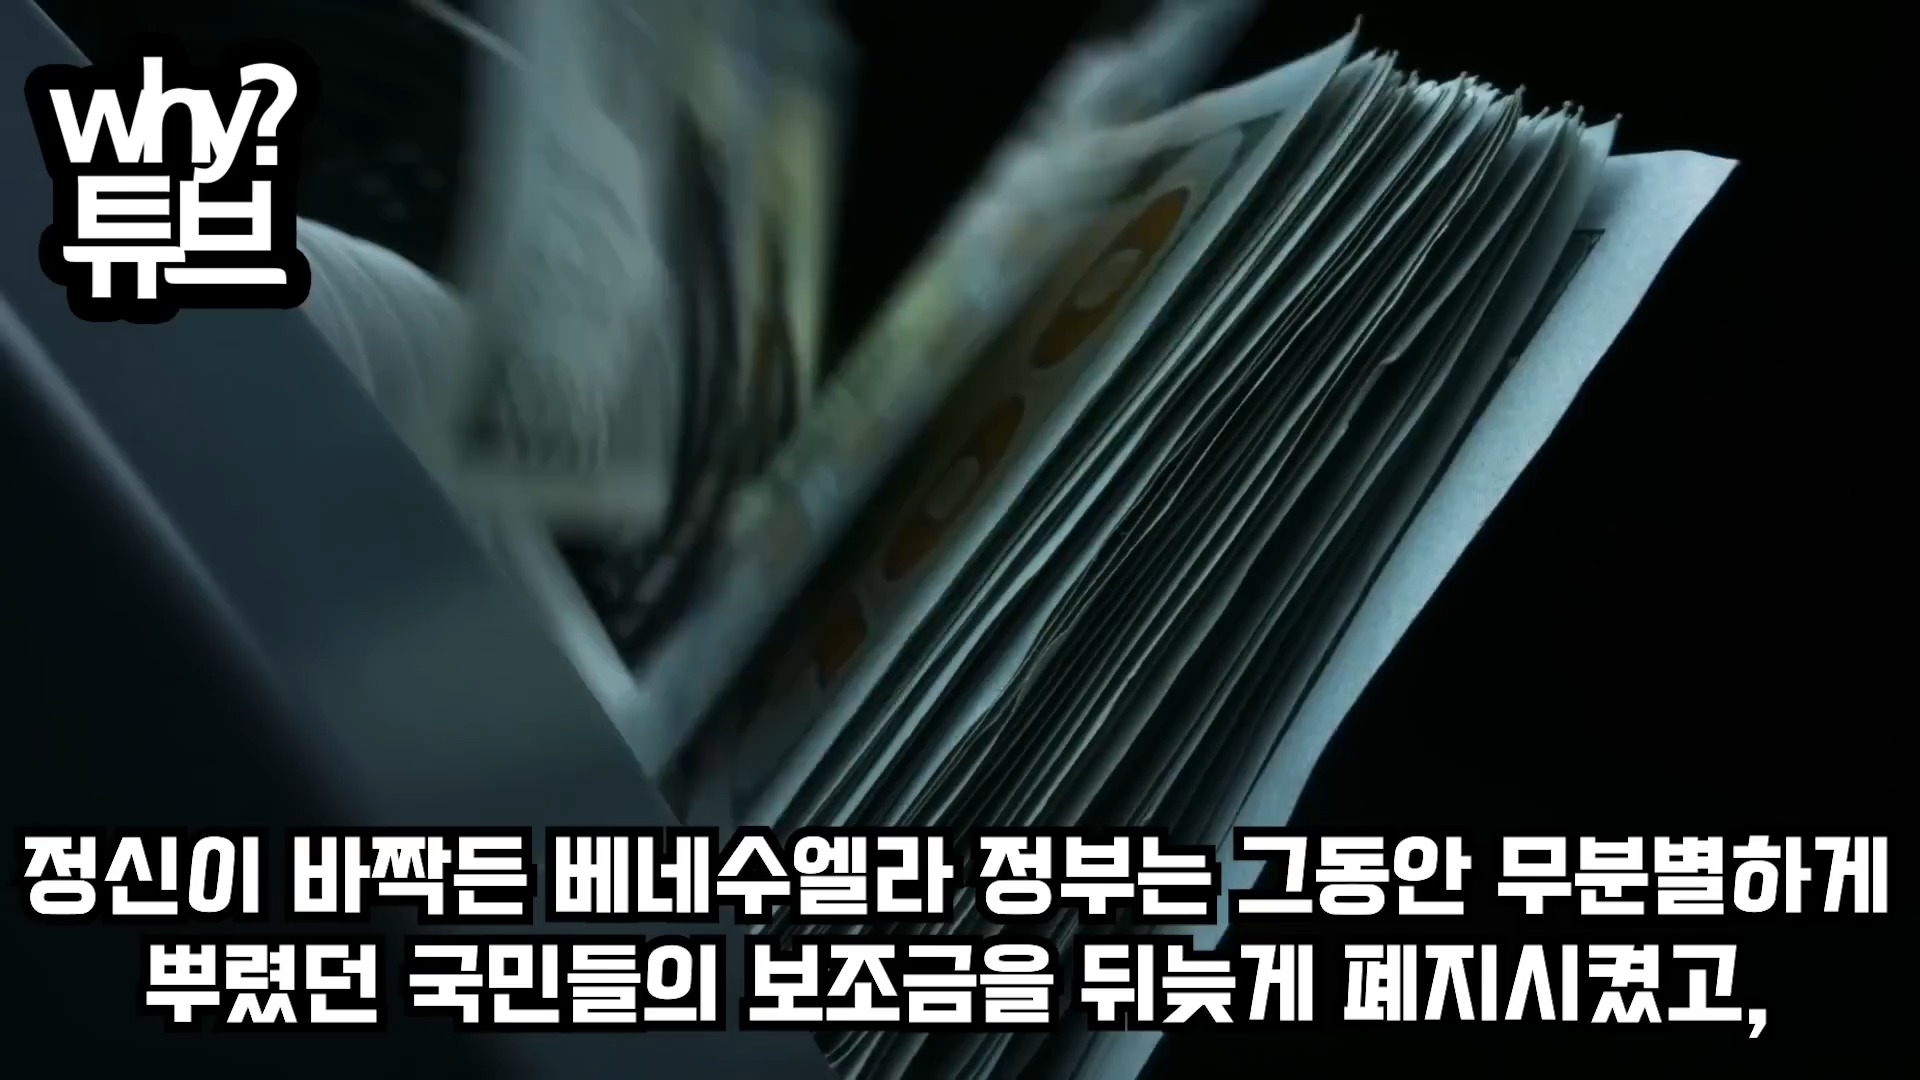 why?
튜브
정신이 바짝든 베네수엘라 정부는 그동안 무분별하게
뿌렸던 국민들의 보조금을 뒤늦게 폐지시켰고,